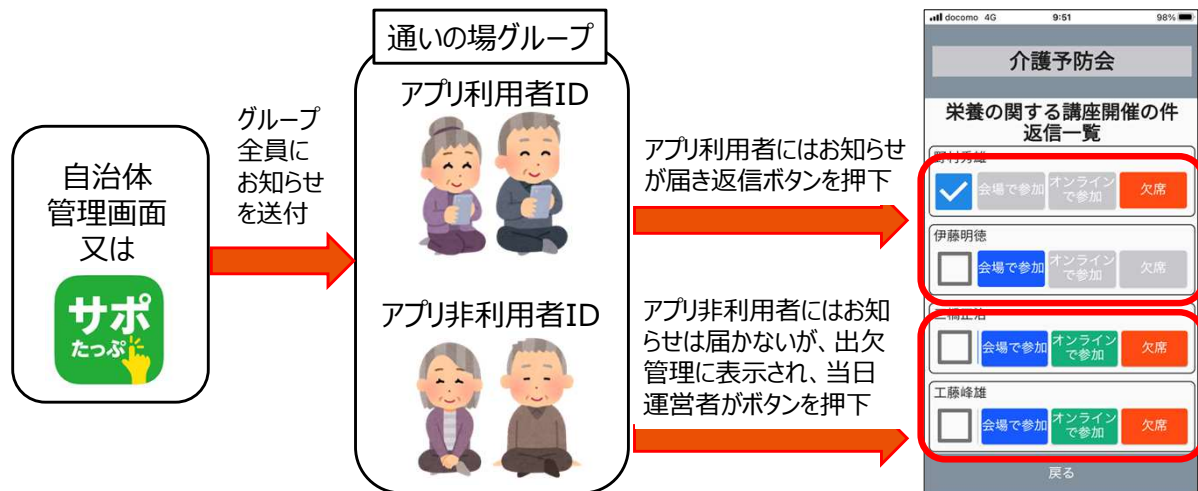 自治体
管理画面
又は
サポ
たっぷ
グループ
全員に
お知らせ
を送付
通いの場グループ
アプリ利用者ID
アプリ非利用者ID
アプリ利用者にはお知らせ
が届き返信ボタンを押下
アプリ非利用者にはお知
らせは届かないが、出欠
管理に表示され、当日
運営者がボタンを押下
docomo 4G 9:51 98%
介護予防会
栄養の関する講座開催の件
返信一覧
野村秀雄
会場で参加 オンライン
で参加 欠席
伊藤明徳
会場で参加 オンライン
で参加 欠席
会場で参加 オンライン
で参加 欠席
工藤峰雄
会場で参加 オンライン
で参加 欠席
戻る